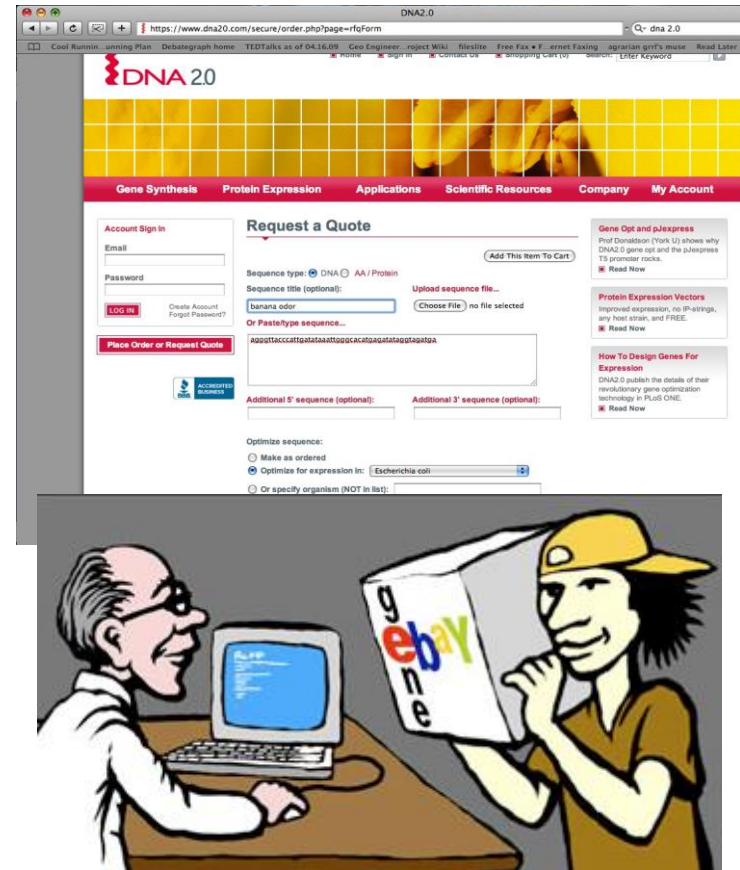 DNA2.0
https://www.dna20.com/secure/order.php?page=rfqForm
dna 2.0
Cool Runnin...unning Plan Debategraph home TEDTalks as of 04.16.09 Geo Engineer...roject Wiki fileslite Free Fax • F...ernet Faxing agrarian grrl's muse Read Later
Home Sign In Contact Us Shopping Cart (0) Search: Enter Keyword
DNA 2.0
Gene Synthesis Protein Expression Applications Scientific Resources Company My Account
Account Sign In
Email
Password
LOG IN
Create Account
Forgot Password?
Place Order or Request Quote
ACCREDITED
BUSINESS
BBB
Request a Quote
Add This Item To Cart
Sequence type: DNA AA / Protein
Sequence title (optional): Upload sequence file...
banana odor Choose File no file selected
Or Paste/type sequence...
agggttacccattgatataaattgggcacatgagatataggtagatga
Additional 5' sequence (optional): Additional 3' sequence (optional):
Optimize sequence:
Make as ordered
Optimize for expression in: Escherichia coli
Or specify organism (NOT in list):
Gene Opt and pJexpress
Prof Donaldson (York U) shows why
DNA2.0 gene opt and the pJexpress
T5 promoter rocks.
Read Now
Protein Expression Vectors
Improved expression, no IP-strings,
any host strain, and FREE.
Read Now
How To Design Genes For
Expression
DNA2.0 publish the details of their
revolutionary gene optimization
technology in PLoS ONE.
Read Now
gene
ebay